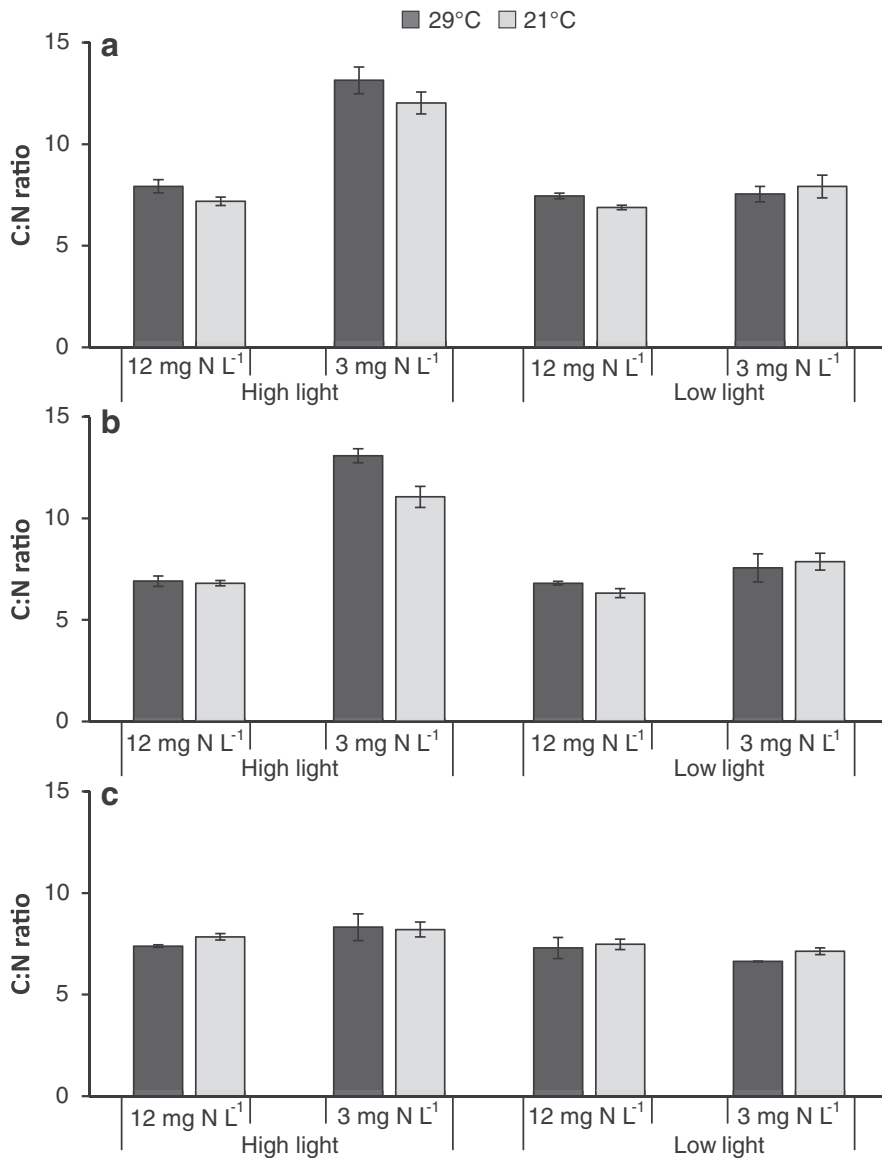 29°C 21°C
a
15
10
5
0
C:N ratio
12 mg N L⁻¹ 3 mg N L⁻¹ 12 mg N L⁻¹ 3 mg N L⁻¹
High light Low light
b
15
10
5
0
C:N ratio
12 mg N L⁻¹ 3 mg N L⁻¹ 12 mg N L⁻¹ 3 mg N L⁻¹
High light Low light
c
15
10
5
0
C:N ratio
12 mg N L⁻¹ 3 mg N L⁻¹ 12 mg N L⁻¹ 3 mg N L⁻¹
High light Low light